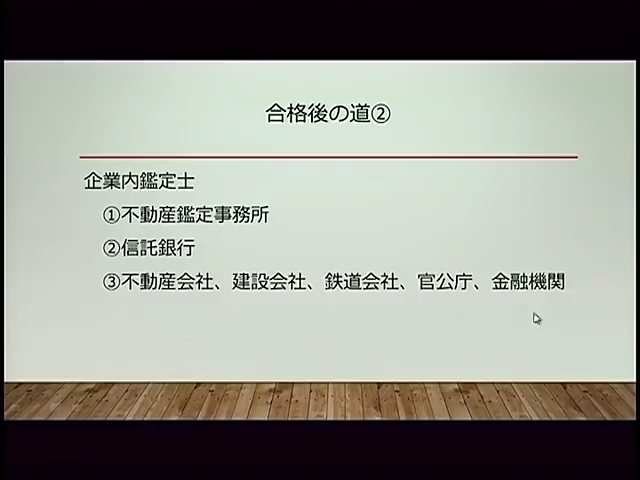 合格後の道②
企業内鑑定士
①不動産鑑定事務所
②信託銀行
③不動産会社、建設会社、鉄道会社、官公庁、金融機関